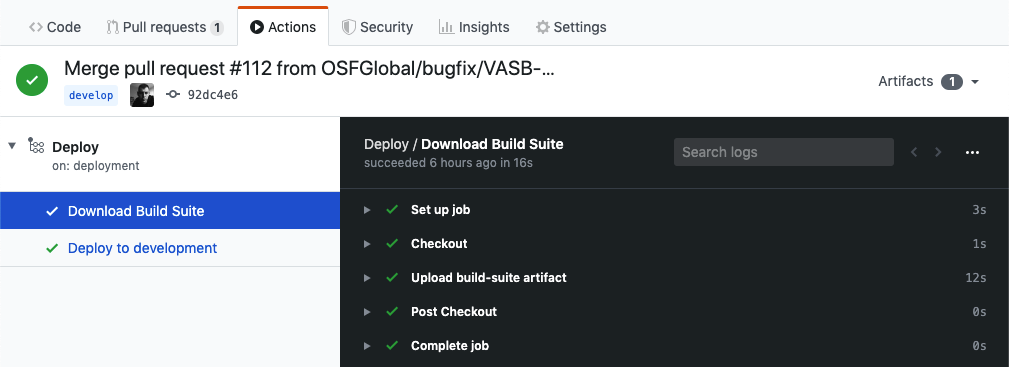 Code Pull requests 1 Actions Security Insights Settings
Merge pull request #112 from OSFGlobal/bugfix/VASB-...
develop 92dc4e6
Artifacts 1
Deploy
on: deployment
Download Build Suite
Deploy to development
Deploy / Download Build Suite
succeeded 6 hours ago in 16s
Search logs
Set up job 3s
Checkout 1s
Upload build-suite artifact 12s
Post Checkout 0s
Complete job 0s